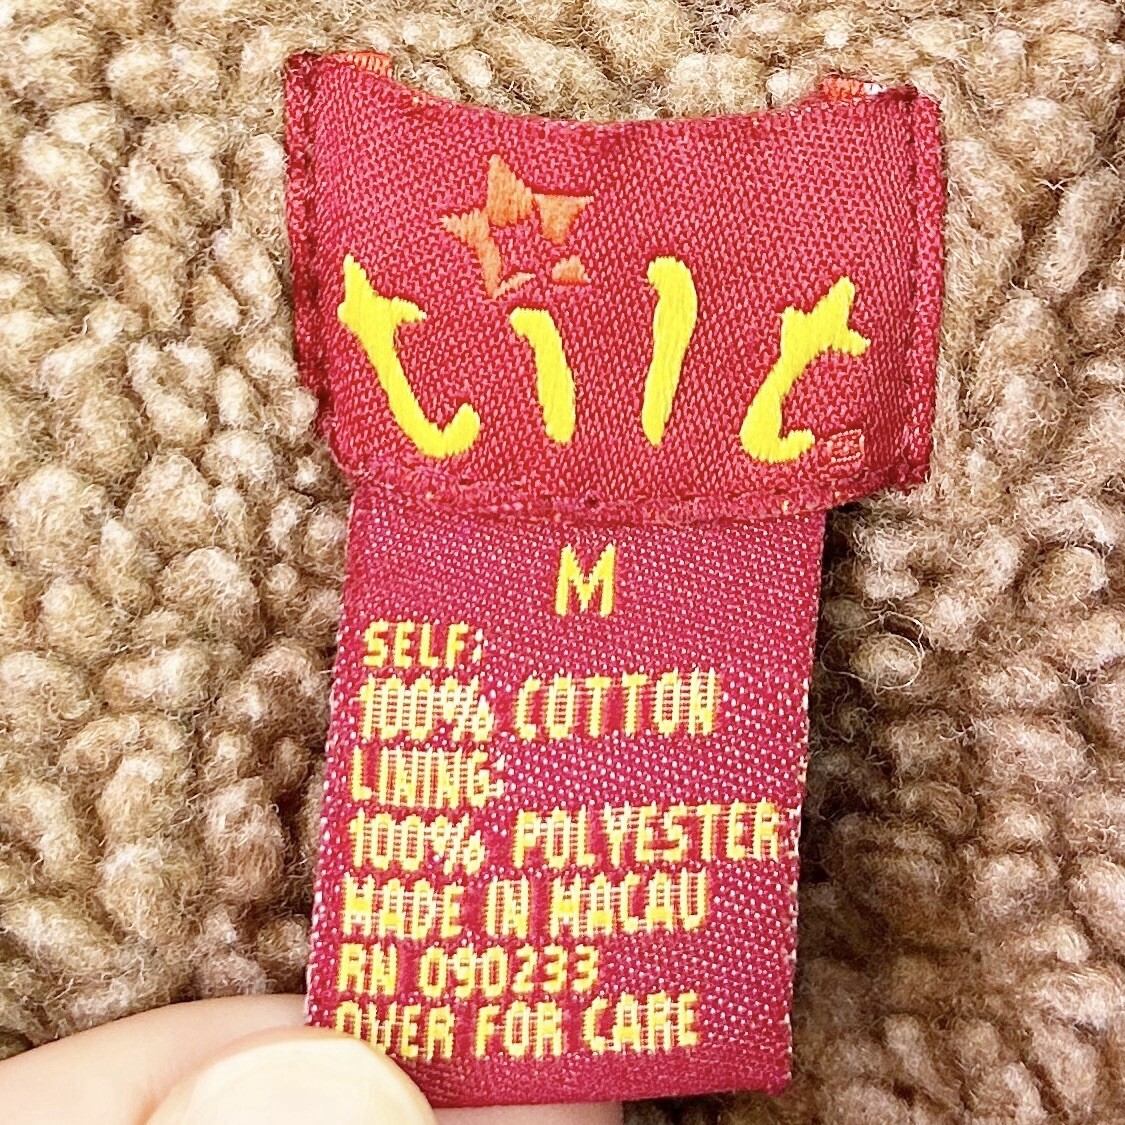 tilt
M
SELF:
100% COTTON
LINING:
100% POLYESTER
MADE IN MACAU
RN 090233
OVER FOR CARE